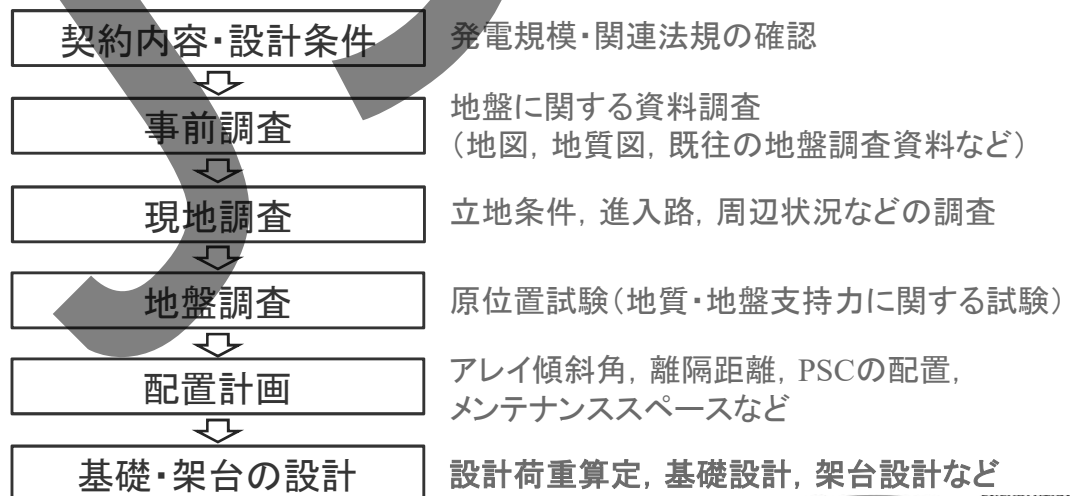 契約内容・設計条件
発電規模・関連法規の確認
事前調査
地盤に関する資料調査
（地図，地質図，既往の地盤調査資料など）
現地調査
立地条件，進入路，周辺状況などの調査
地盤調査
原位置試験（地質・地盤支持力に関する試験）
配置計画
アレイ傾斜角，離隔距離，PSCの配置，
メンテナンススペースなど
基礎・架台の設計
設計荷重算定，基礎設計，架台設計など